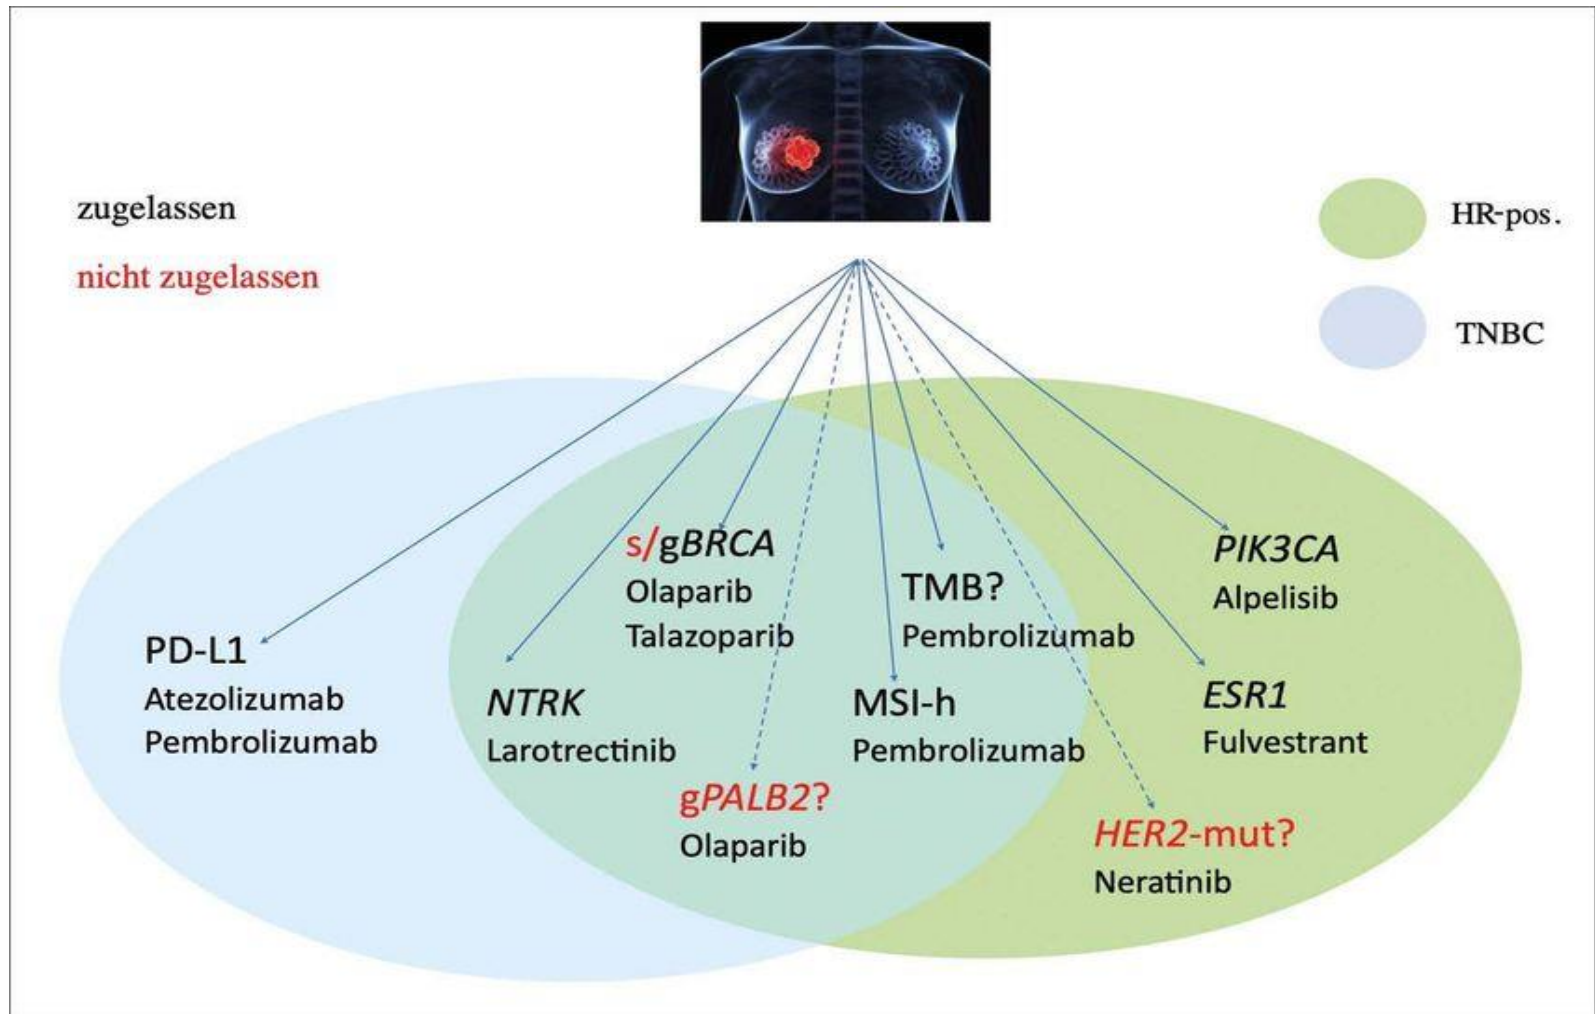 zugelassen
nicht zugelassen
HR-pos.
TNBC
PD-L1
Atezolizumab
Pembrolizumab
NTRK
Larotrectinib
s/gBRCA
Olaparib
Talazoparib
gPALB2?
Olaparib
TMB?
Pembrolizumab
MSI-h
Pembrolizumab
PIK3CA
Alpelisib
ESR1
Fulvestrant
HER2-mut?
Neratinib